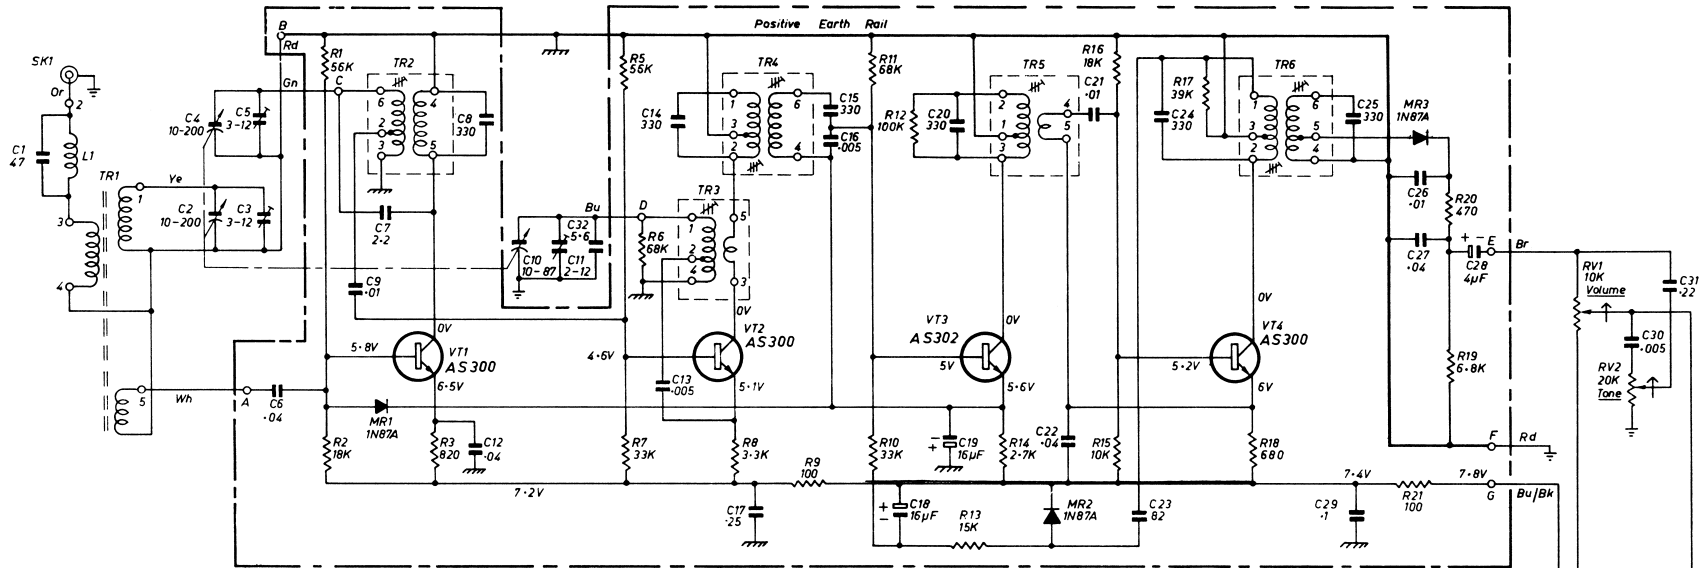 Positive Earth Rail
SK1
Or
2
C1
47
L1
3
4
TR1
1
Ye
5
Wh
A
C6
.04
B
Rd
Gn
C4
10-200
C5
3-12
C2
10-200
C3
3-12
R1
56K
C
TR2
6
2
3
4
5
C8
330
C7
2.2
C9
.01
0V
VT1
AS300
5.8V
6.5V
MR1
1N87A
R2
18K
R3
820
C12
.04
7.2V
R5
56K
Bu
D
C32
5.6
C10
10-87
C11
2-12
R6
68K
TR3
1
2
4
5
3
0V
VT2
AS300
4.6V
5.1V
C13
.005
R7
33K
R8
3.3K
R9
100
C17
.25
TR4
C14
330
1
3
2
6
4
C15
330
C16
.005
R11
68K
R12
100K
C20
330
TR5
2
1
3
4
5
C21
.01
R16
18K
VT3
AS302
0V
5V
5.6V
C19
16µF
+
-
R10
33K
R14
2.7K
C22
.04
R15
10K
C18
16µF
+
-
R13
15K
MR2
1N87A
C23
82
R17
39K
C24
330
TR6
1
3
2
6
5
4
C25
330
MR3
1N87A
0V
VT4
AS300
5.2V
6V
R18
680
C26
.01
R20
470
C27
.04
+ -
C28
4µF
E
Br
R19
6.8K
F
Rd
7.4V
R21
100
7.8V
G
Bu/Bk
C29
.1
RV1
10K
Volume
C31
.22
C30
.005
RV2
20K
Tone